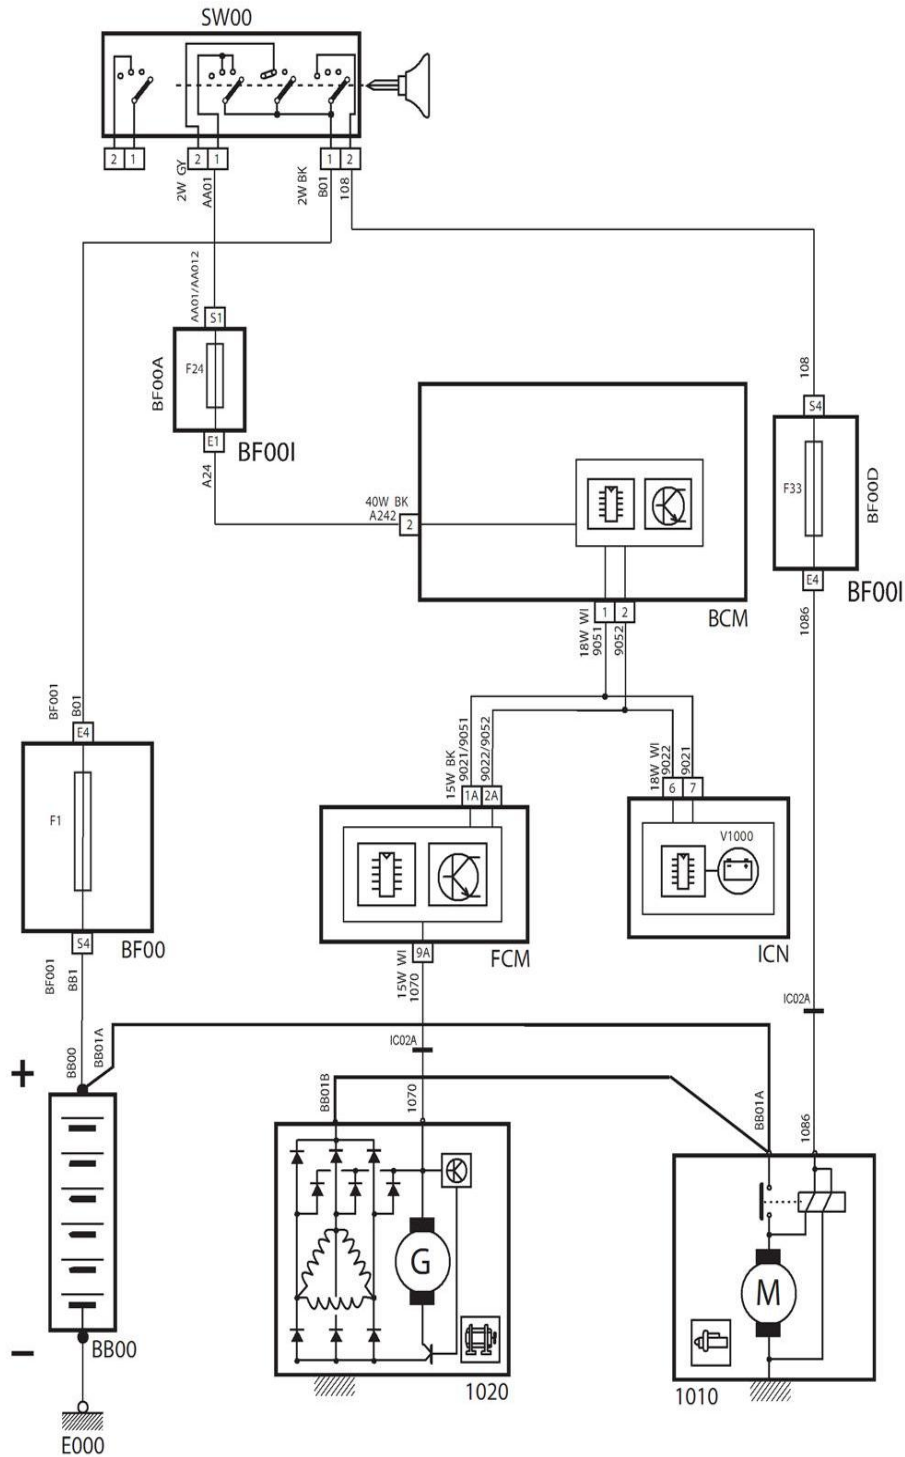 SW00
2 1
2 1
1 2
2W GY
AA01
2W BK
B01
108
AA01/AA012
S1
BF00A
F24
E1
BF00I
A24
40W BK
A242
2
BCM
1 2
18W WI
9051
9052
108
S4
F33
BF00D
E4
BF00I
1086
BF001
B01
E4
F1
S4
BF00
BF001
BB1
15W BK
9021/9051
9022/9052
1A 2A
FCM
9A
15W WI
1070
18W WI
9022
9021
6 7
V1000
ICN
IC02A
IC02A
+
BB00
BB01A
BB01B
1070
BB01A
1086
G
M
1020
1010
−
BB00
E000